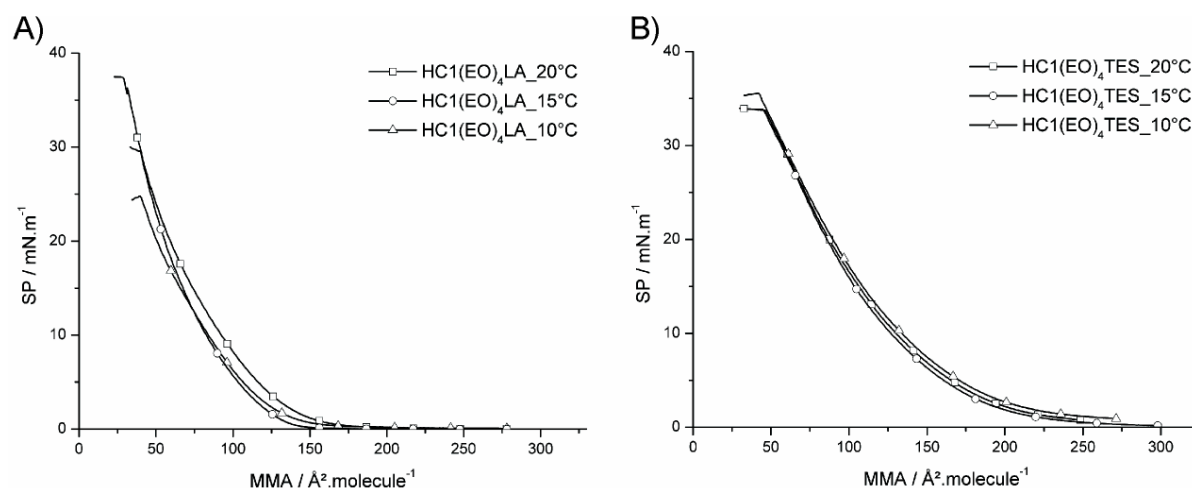 A)
HC1(EO)₄LA_20°C
HC1(EO)₄LA_15°C
HC1(EO)₄LA_10°C
SP / mN.m⁻¹
40
30
20
10
0
0 50 100 150 200 250 300
MMA / Å².molecule⁻¹
B)
HC1(EO)₄TES_20°C
HC1(EO)₄TES_15°C
HC1(EO)₄TES_10°C
SP / mN.m⁻¹
40
30
20
10
0
0 50 100 150 200 250 300
MMA / Å².molecule⁻¹